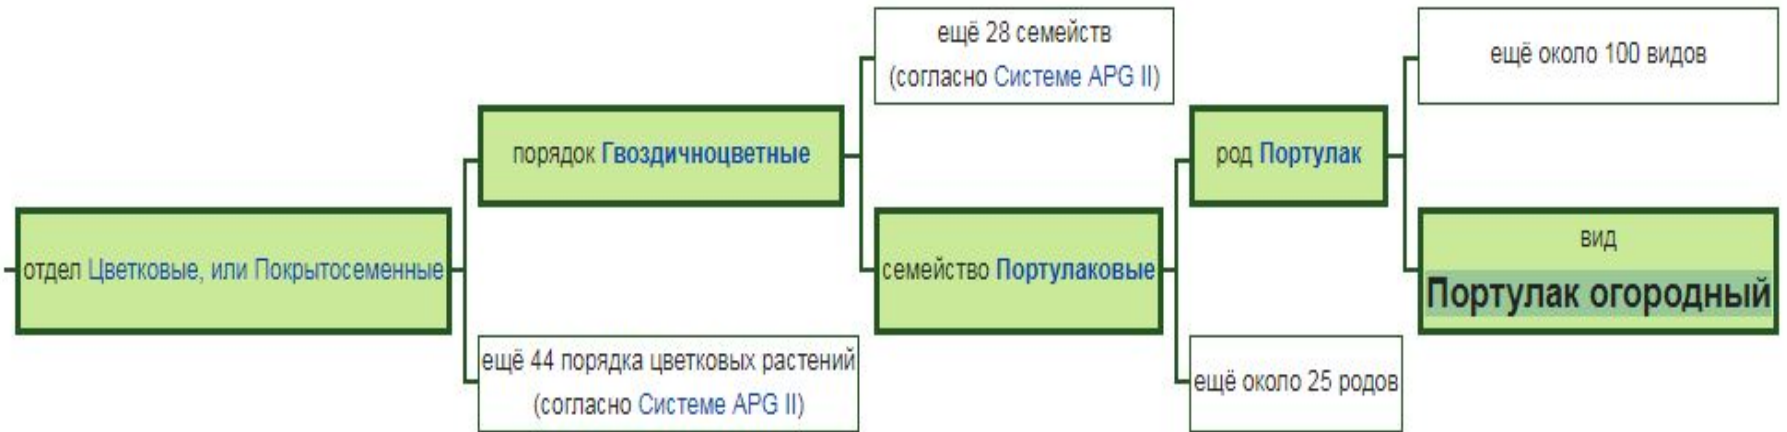 отдел Цветковые, или Покрытосеменные
порядок Гвоздичноцветные
ещё 44 порядка цветковых растений
(согласно Системе APG II)
ещё 28 семейств
(согласно Системе APG II)
семейство Портулаковые
род Портулак
ещё около 25 родов
ещё около 100 видов
вид
Портулак огородный